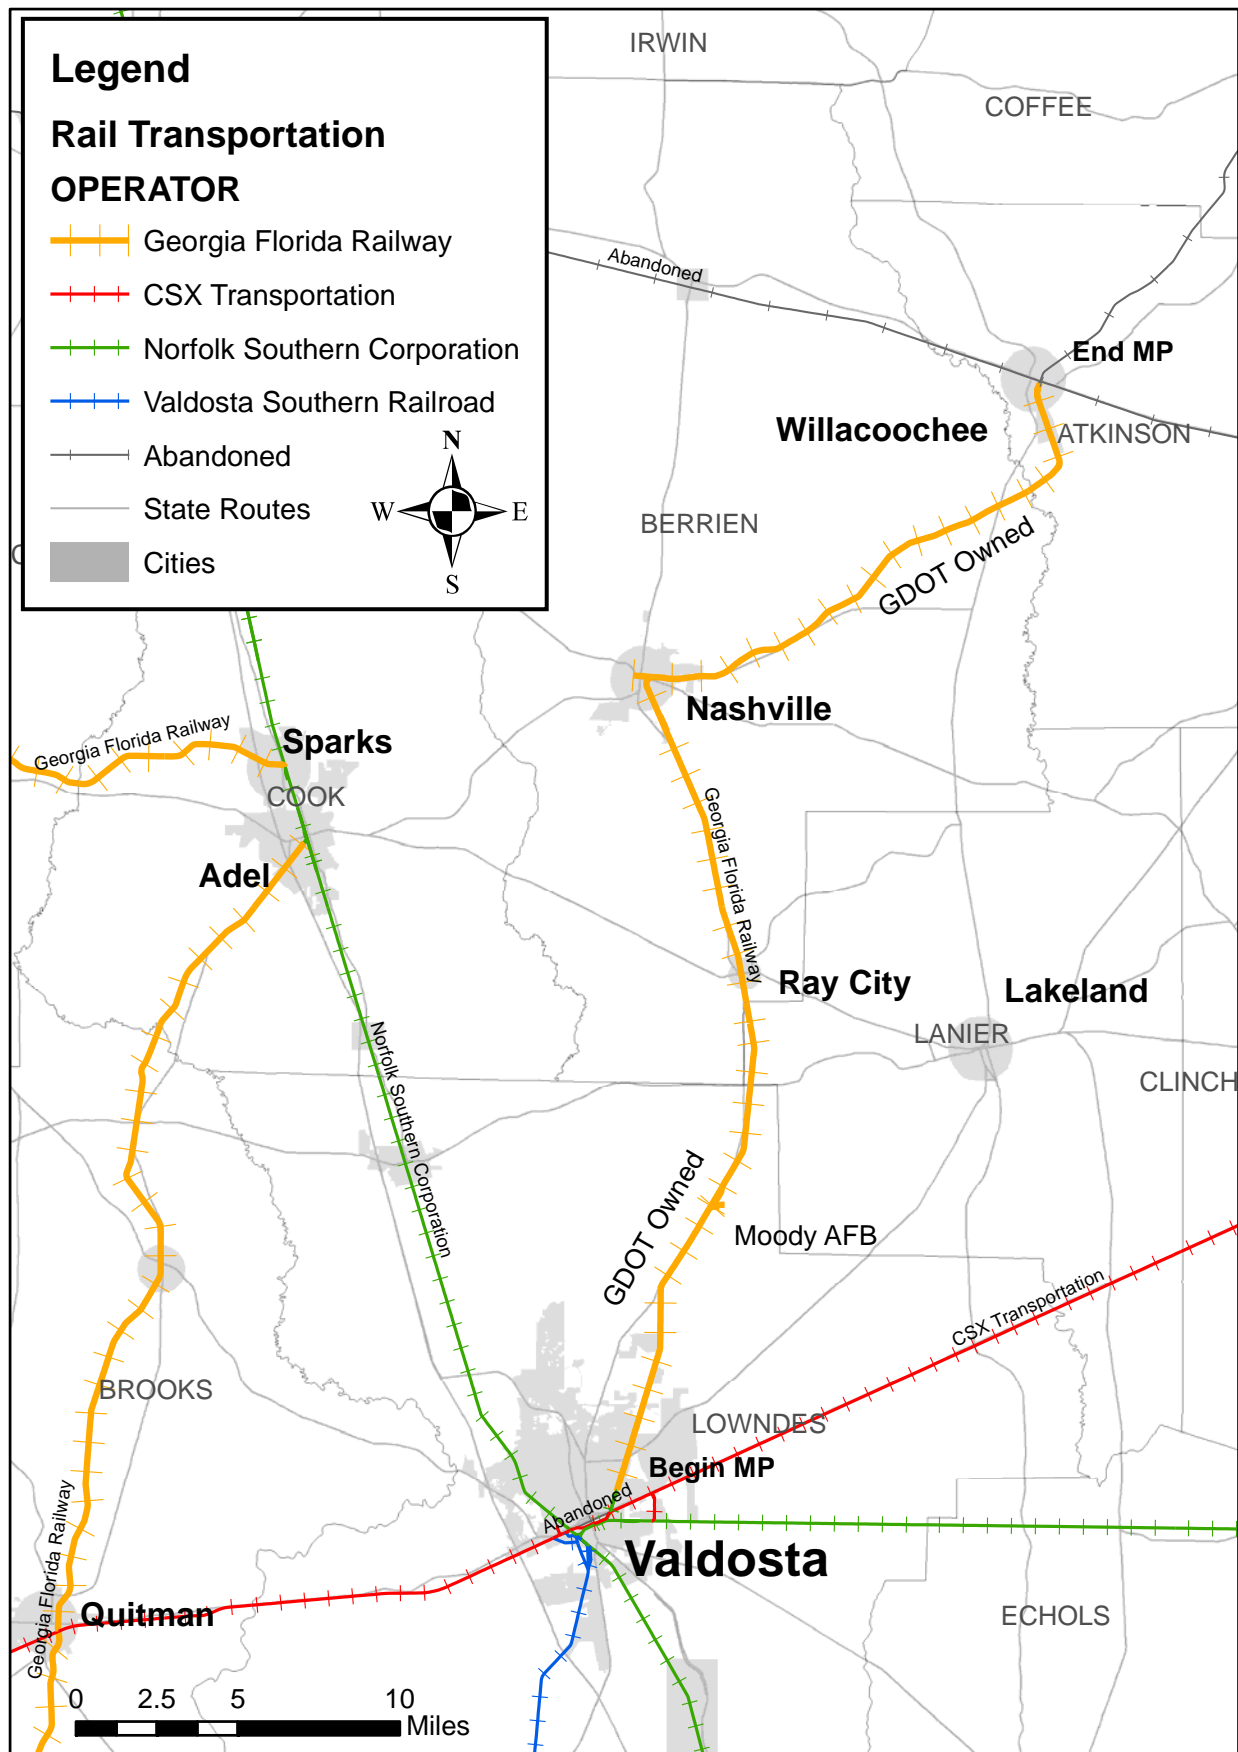 Legend
Rail Transportation
OPERATOR
Georgia Florida Railway
CSX Transportation
Norfolk Southern Corporation
Valdosta Southern Railroad
Abandoned
State Routes
Cities
N
W
E
S
IRWIN
COFFEE
Abandoned
End MP
Willacoochee
ATKINSON
BERRIEN
GDOT Owned
Nashville
Georgia Florida Railway
Sparks
COOK
Georgia Florida Railway
Adel
Ray City
Lakeland
LANIER
CLINCH
Norfolk Southern Corporation
GDOT Owned
Moody AFB
CSX Transportation
BROOKS
LOWNDES
Begin MP
Abandoned
Valdosta
Georgia Florida Railway
Quitman
ECHOLS
0 2.5 5 10
Miles